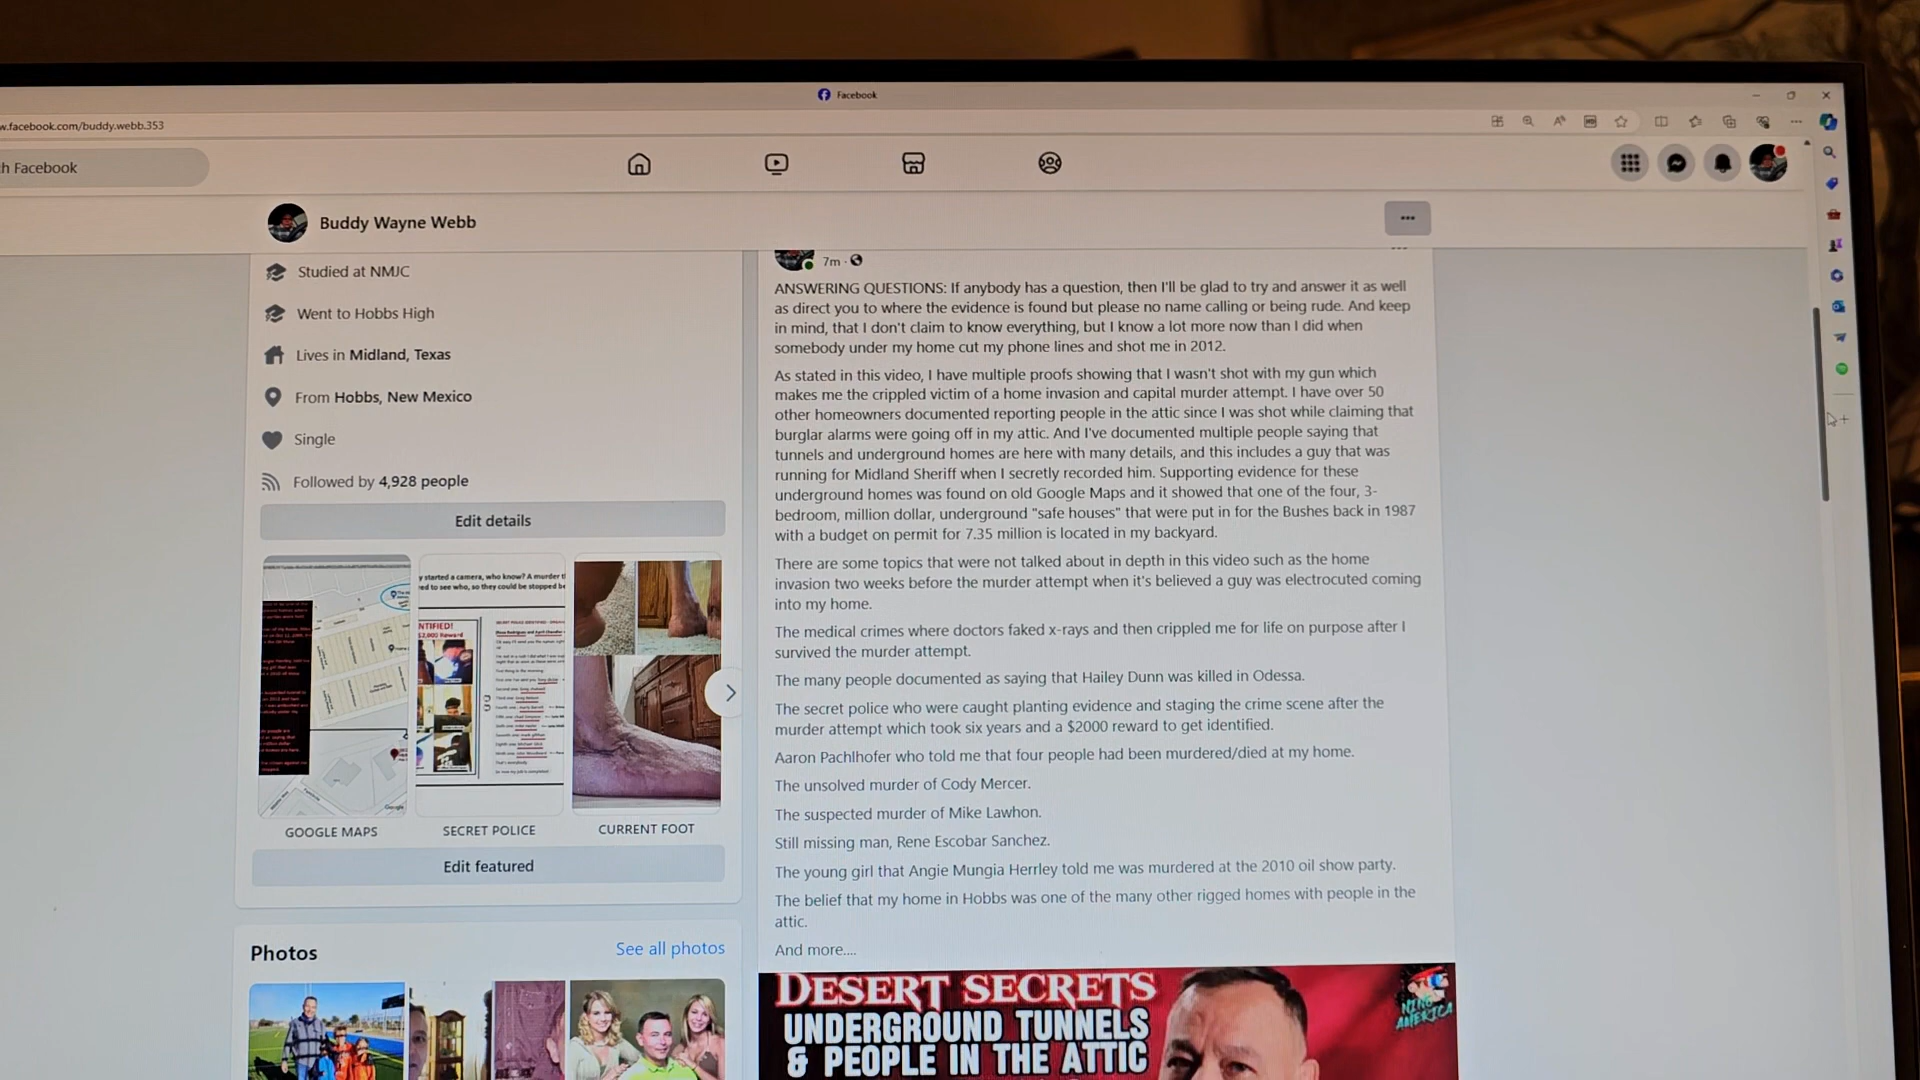 Facebook
w.facebook.com/buddy.webb.353
h Facebook
Buddy Wayne Webb
Studied at NMJC
Went to Hobbs High
Lives in Midland, Texas
From Hobbs, New Mexico
Single
Followed by 4,928 people
Edit details
y started a camera, who know? A murder
ed to see who, so they could be stopped be
NTIFIED!
$2,000 Reward
GOOGLE MAPS
SECRET POLICE
CURRENT FOOT
Edit featured
Photos
See all photos
7m
ANSWERING QUESTIONS: If anybody has a question, then I'll be glad to try and answer it as well
as direct you to where the evidence is found but please no name calling or being rude. And keep
in mind, that I don't claim to know everything, but I know a lot more now than I did when
somebody under my home cut my phone lines and shot me in 2012.
As stated in this video, I have multiple proofs showing that I wasn't shot with my gun which
makes me the crippled victim of a home invasion and capital murder attempt. I have over 50
other homeowners documented reporting people in the attic since I was shot while claiming that
burglar alarms were going off in my attic. And I've documented multiple people saying that
tunnels and underground homes are here with many details, and this includes a guy that was
running for Midland Sheriff when I secretly recorded him. Supporting evidence for these
underground homes was found on old Google Maps and it showed that one of the four, 3-
bedroom, million dollar, underground "safe houses" that were put in for the Bushes back in 1987
with a budget on permit for 7.35 million is located in my backyard.
There are some topics that were not talked about in depth in this video such as the home
invasion two weeks before the murder attempt when it's believed a guy was electrocuted coming
into my home.
The medical crimes where doctors faked x-rays and then crippled me for life on purpose after I
survived the murder attempt.
The many people documented as saying that Hailey Dunn was killed in Odessa.
The secret police who were caught planting evidence and staging the crime scene after the
murder attempt which took six years and a $2000 reward to get identified.
Aaron Pachlhofer who told me that four people had been murdered/died at my home.
The unsolved murder of Cody Mercer.
The suspected murder of Mike Lawhon.
Still missing man, Rene Escobar Sanchez.
The young girl that Angie Mungia Herrley told me was murdered at the 2010 oil show party.
The belief that my home in Hobbs was one of the many other rigged homes with people in the
attic.
And more....
DESERT SECRETS
UNDERGROUND TUNNELS
& PEOPLE IN THE ATTIC
AMERICA